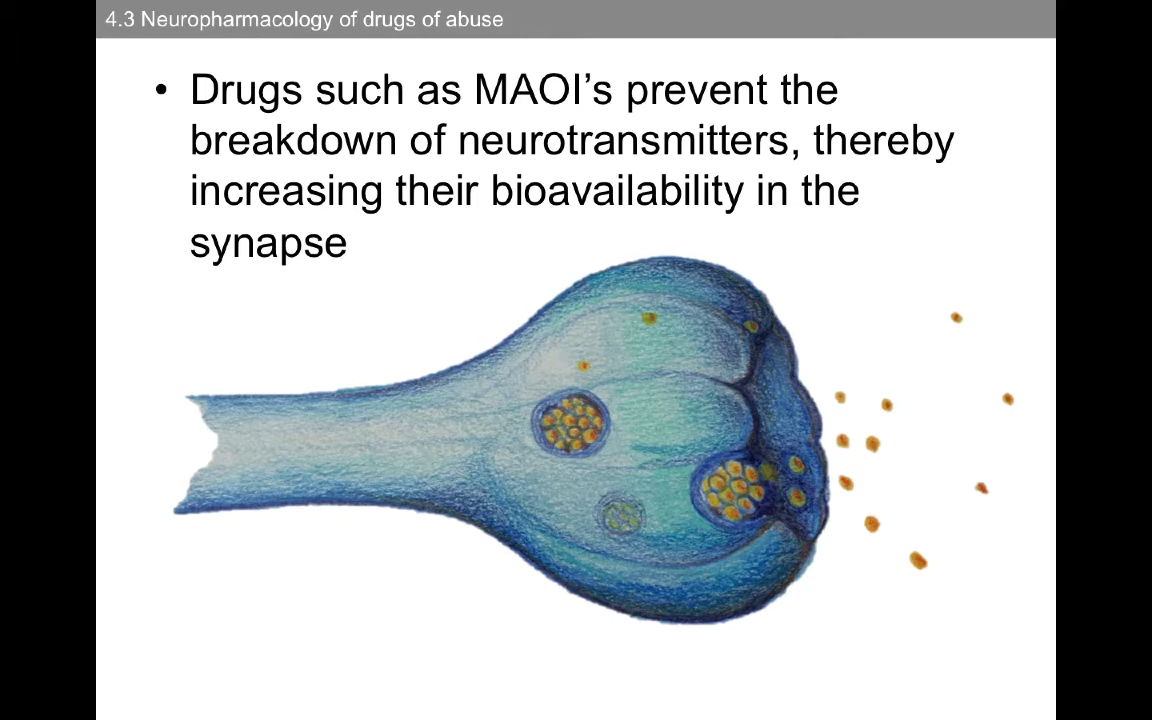 4.3 Neuropharmacology of drugs of abuse
• Drugs such as MAOI’s prevent the
breakdown of neurotransmitters, thereby
increasing their bioavailability in the
synapse